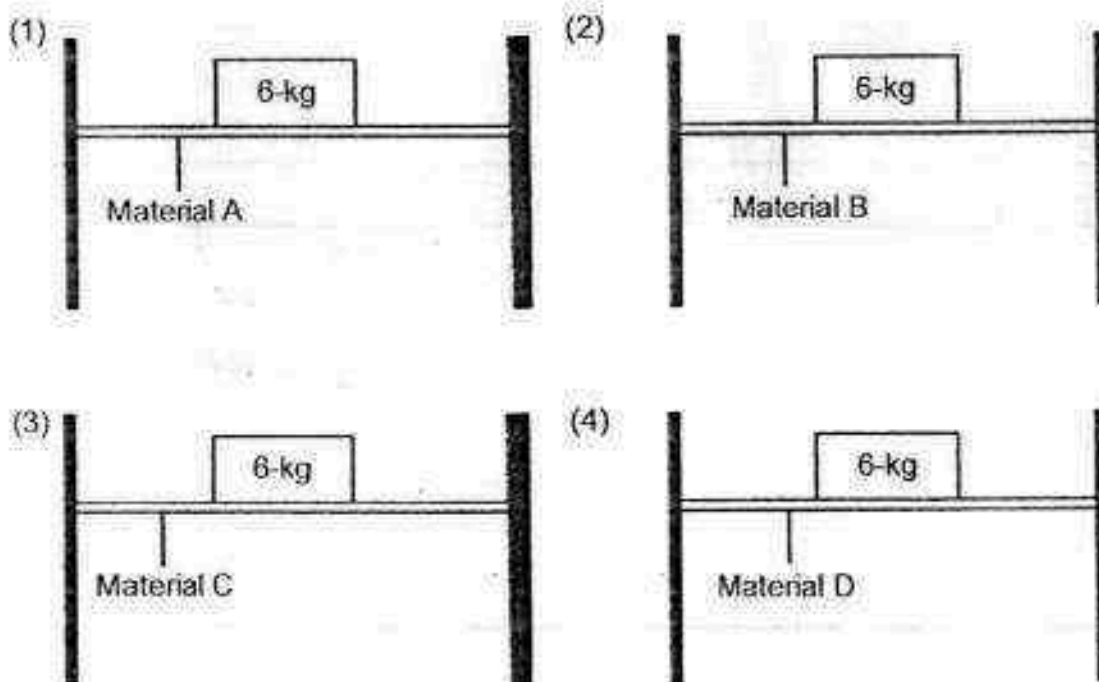 (1)
6-kg
Material A
(2)
6-kg
Material B
(3)
6-kg
Material C
(4)
6-kg
Material D